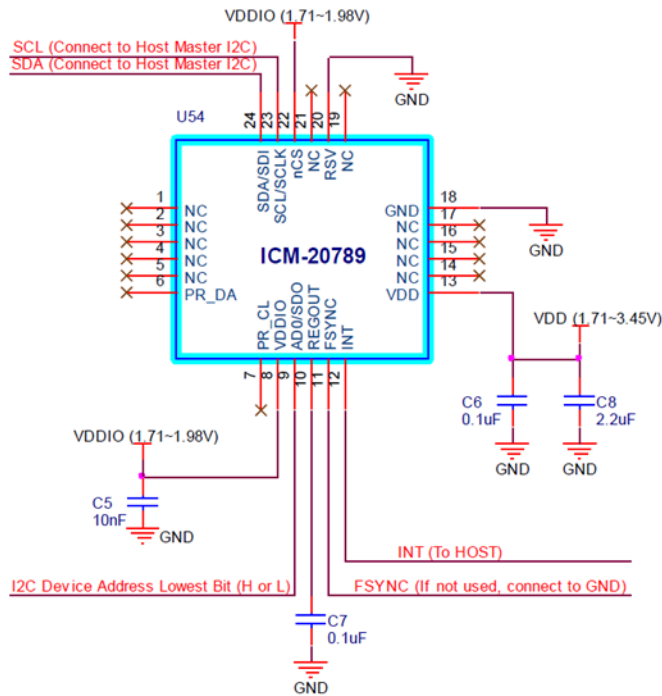 VDDIO (1.71~1.98V)
SCL (Connect to Host Master I2C)
SDA (Connect to Host Master I2C)
GND
U54
24
23
22
21
20
19
SDA/SDI
SCL/SCLK
nCS
NC
RSV
NC
1 NC
2 NC
3 NC
4 NC
5 NC
6 PR_DA
ICM-20789
GND 18
NC 17
NC 16
NC 15
NC 14
VDD 13
GND
PR_CL
VDDIO
AD0/SDO
REGOUT
FSYNC
INT
7
8
9
10
11
12
VDD (1.71~3.45V)
C6
0.1uF
C8
2.2uF
GND
GND
VDDIO (1.71~1.98V)
C5
10nF
GND
INT (To HOST)
I2C Device Address Lowest Bit (H or L)
FSYNC (If not used, connect to GND)
C7
0.1uF
GND